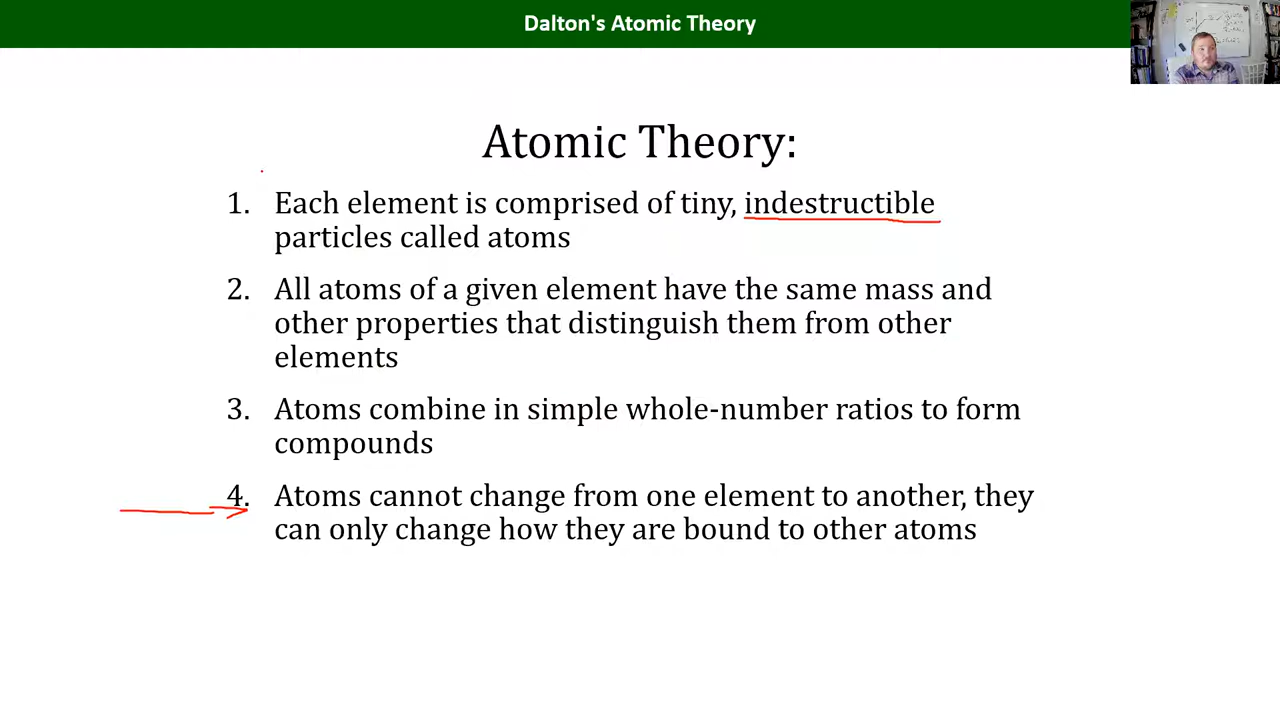 Dalton's Atomic Theory
Atomic Theory:
1. Each element is comprised of tiny, indestructible
particles called atoms
2. All atoms of a given element have the same mass and
other properties that distinguish them from other
elements
3. Atoms combine in simple whole-number ratios to form
compounds
4. Atoms cannot change from one element to another, they
can only change how they are bound to other atoms